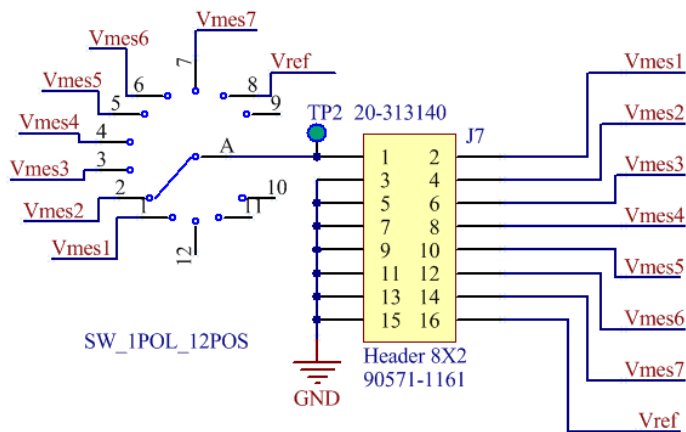 Vmes7
Vmes6
Vref
Vmes1
7
Vmes5
6
8
TP2 20-313140
5
9
Vmes2
J7
Vmes4
4
A
1 2
Vmes3
3
3 4
Vmes3
2
10
5 6
Vmes2
1
11
7 8
Vmes4
Vmes1
12
9 10
Vmes5
11 12
13 14
Vmes6
SW_1POL_12POS
15 16
Header 8X2
Vmes7
90571-1161
GND
Vref